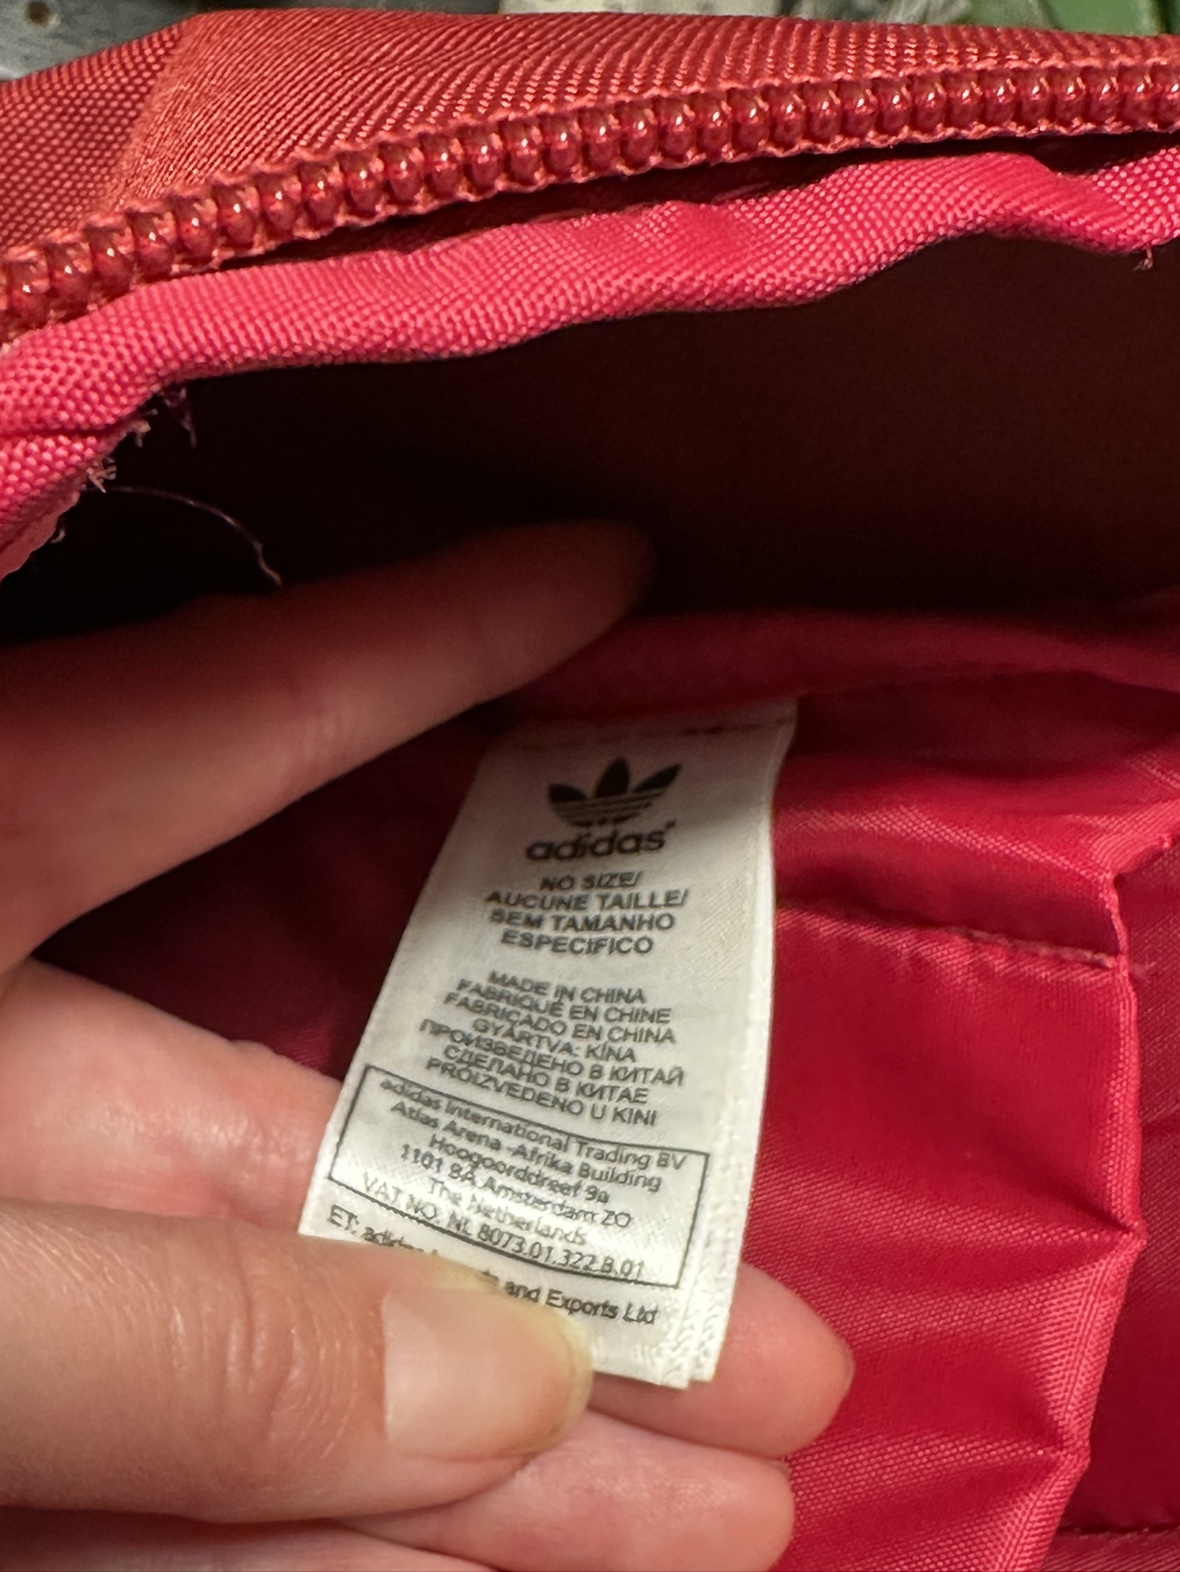 adidas
NO SIZE/
AUCUNE TAILLE/
SEM TAMANHO
ESPECIFICO
MADE IN CHINA
FABRIQUÉ EN CHINE
FABRICADO EN CHINA
GYÁRTVA: KÍNA
ПРОИЗВЕДЕНО В КИТАЙ
СДЕЛАНО В КИТАЕ
PROIZVEDENO U KINI
adidas International Trading BV
Atlas Arena -Afrika Building
Hoogoorddreef 9a
1101 BA Amsterdam ZO
The Netherlands
VAT NO. NL 8073.01.322.B.01
ET: adidas and Exports Ltd